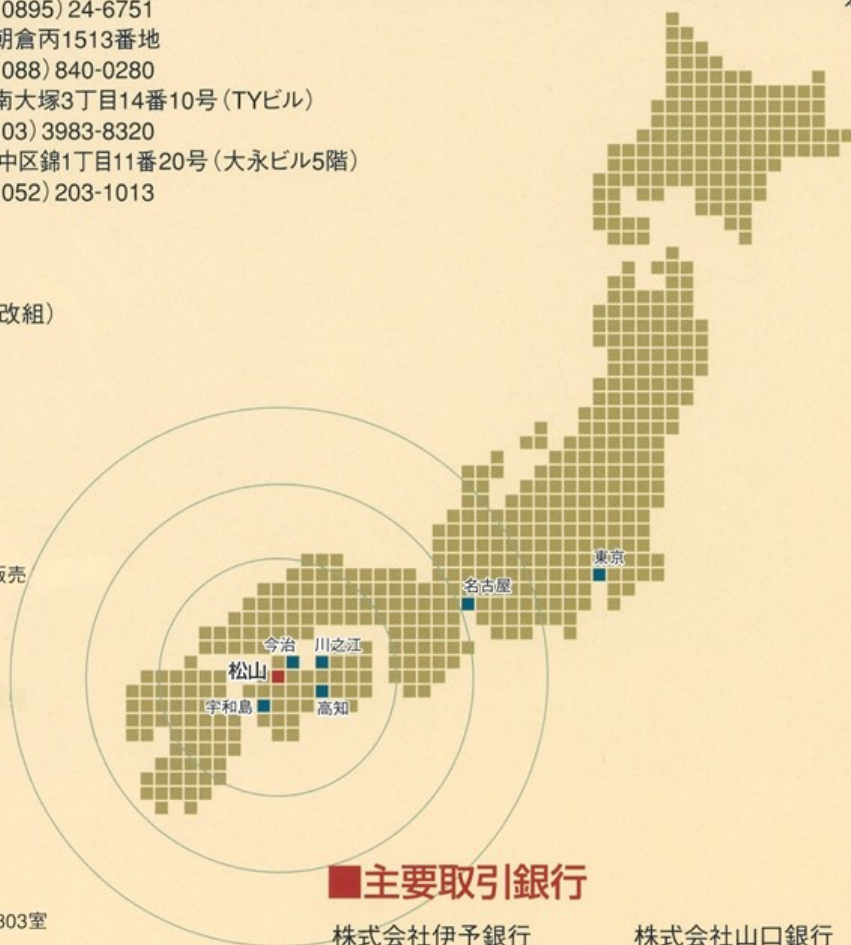 0895）24-6751
朝倉丙1513番地
088）840-0280
南大塚3丁目14番10号（TYビル）
03）3983-8320
中区錦1丁目11番20号（大永ビル5階）
052）203-1013
改組）
東京
販売
名古屋
今治
川之江
松山
宇和島
高知
■主要取引銀行
303室
株式会社伊予銀行
株式会社山口銀行